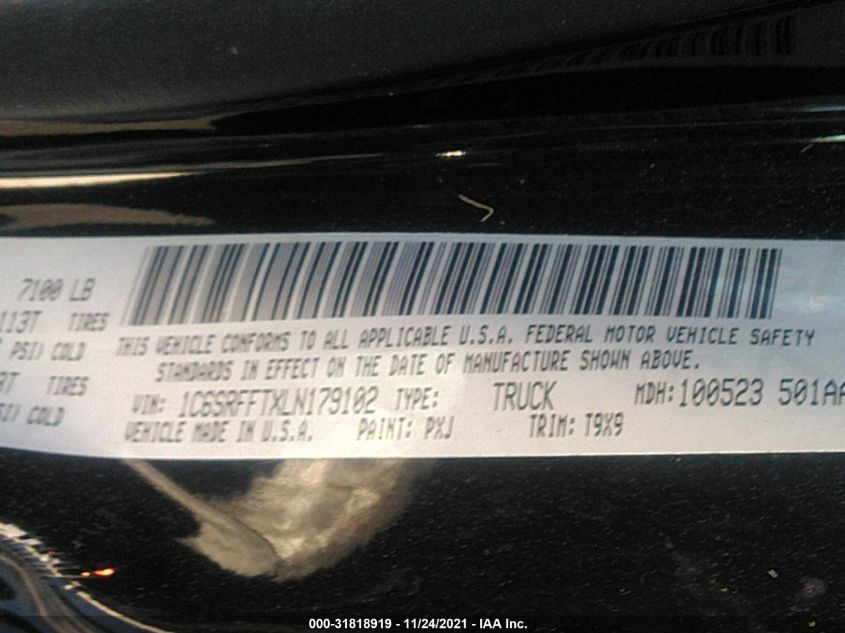 7100 LB
113T TIRES
PSI) COLD
TIRES
COLD
THIS VEHICLE CONFORMS TO ALL APPLICABLE U.S.A. FEDERAL MOTOR VEHICLE SAFETY
STANDARDS IN EFFECT ON THE DATE OF MANUFACTURE SHOWN ABOVE.
VIN: 1C6SRFFTXLN179102 TYPE: TRUCK MDH: 100523 501AA
VEHICLE MADE IN U.S.A. PAINT: PXJ TRIM: T9X9
000-31818919 - 11/24/2021 - IAA Inc.